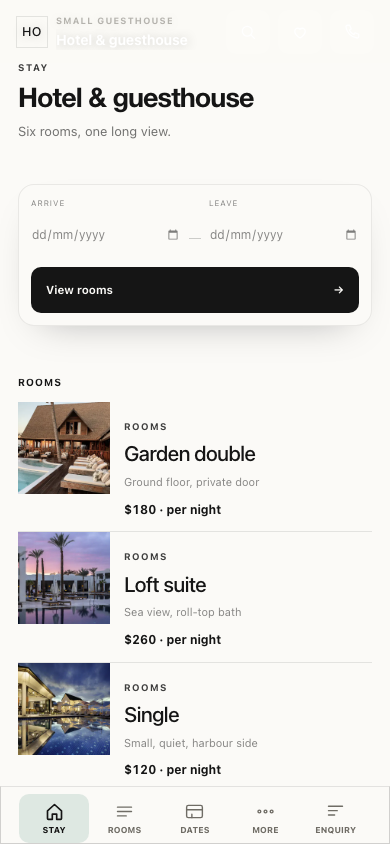 HO
SMALL GUESTHOUSE
Hotel & guesthouse
STAY
Hotel & guesthouse
Six rooms, one long view.
ARRIVE
LEAVE
dd/mm/yyyy
—
dd/mm/yyyy
View rooms →
ROOMS
ROOMS
Garden double
Ground floor, private door
$180 · per night
ROOMS
Loft suite
Sea view, roll-top bath
$260 · per night
ROOMS
Single
Small, quiet, harbour side
$120 · per night
STAY
ROOMS
DATES
MORE
ENQUIRY